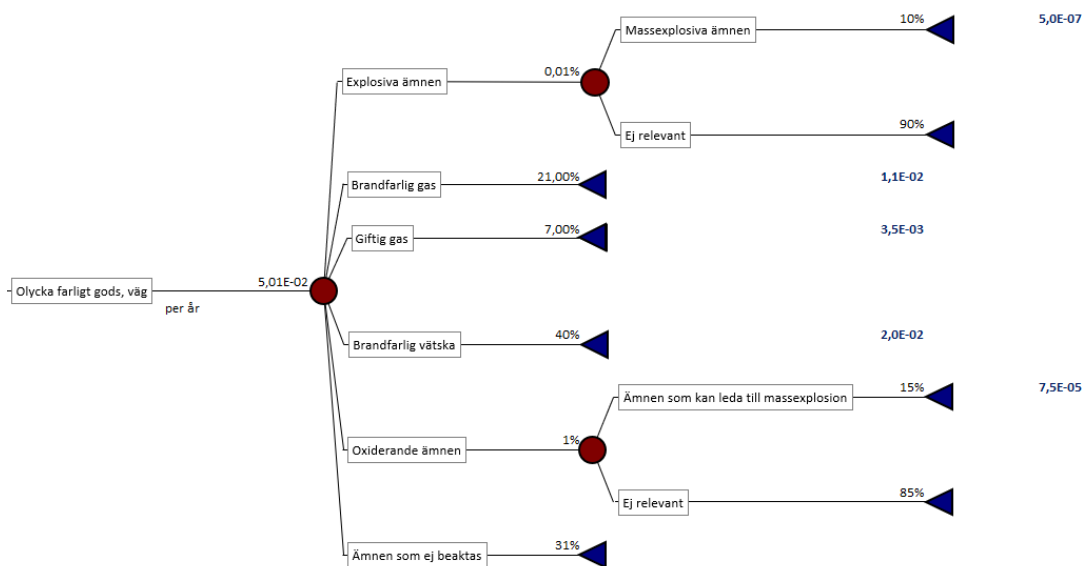 Massexplosiva ämnen 10% 5,0E-07
Explosiva ämnen 0,01%
Ej relevant 90%
Brandfarlig gas 21,00% 1,1E-02
Giftig gas 7,00% 3,5E-03
Olycka farligt gods, väg 5,01E-02
per år
Brandfarlig vätska 40% 2,0E-02
Ämnen som kan leda till massexplosion 15% 7,5E-05
Oxiderande ämnen 1%
Ej relevant 85%
Ämnen som ej beaktas 31%